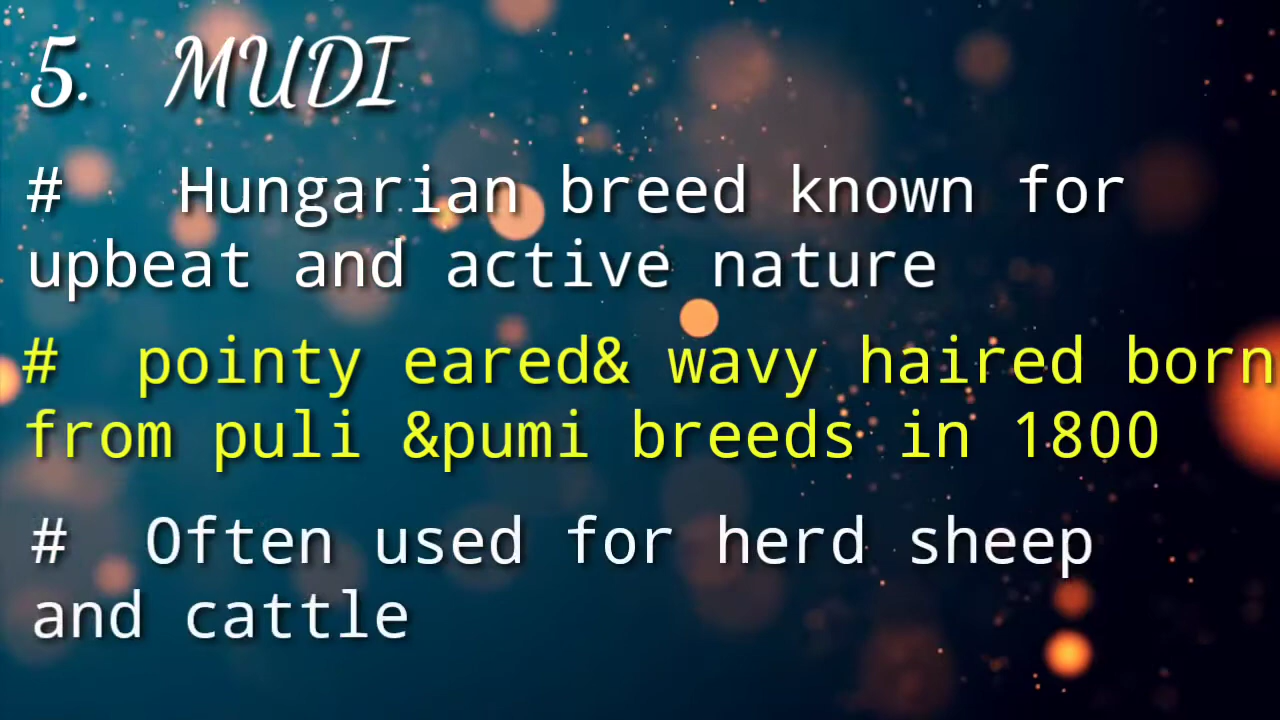 5. MUDI
# Hungarian breed known for
upbeat and active nature
# pointy eared& wavy haired born
from puli &pumi breeds in 1800
# Often used for herd sheep
and cattle